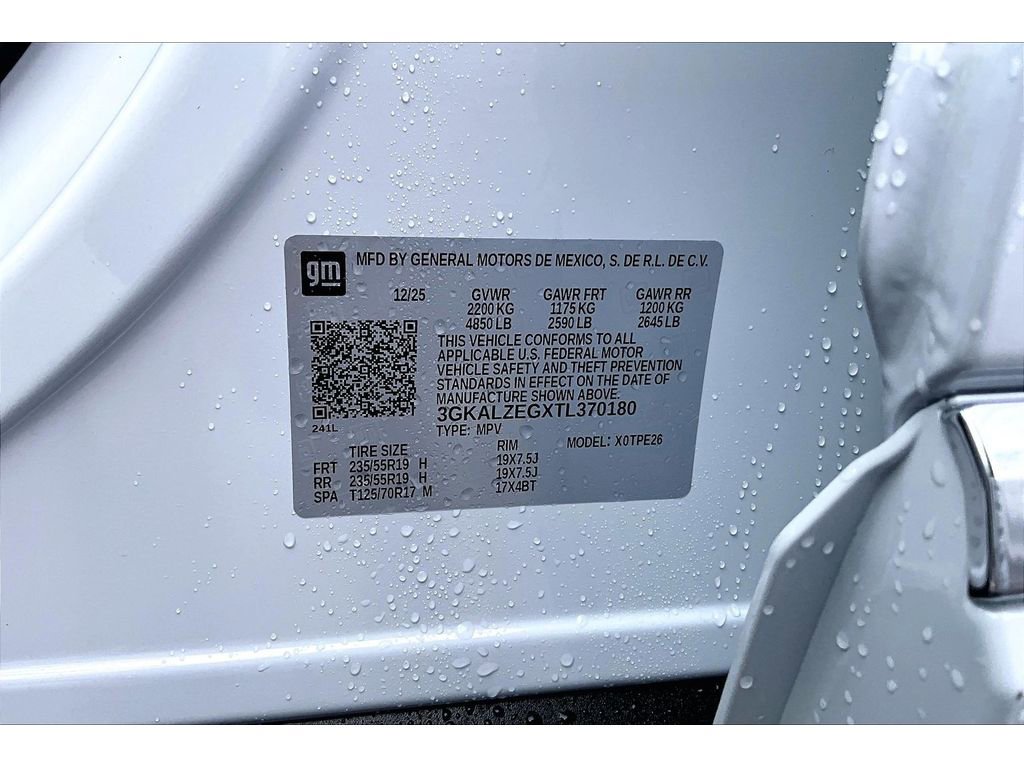 gm
MFD BY GENERAL MOTORS DE MEXICO, S. DE R.L. DE C.V.
12/25 GVWR GAWR FRT GAWR RR
2200 KG 1175 KG 1200 KG
4850 LB 2590 LB 2645 LB
THIS VEHICLE CONFORMS TO ALL
APPLICABLE U.S. FEDERAL MOTOR
VEHICLE SAFETY AND THEFT PREVENTION
STANDARDS IN EFFECT ON THE DATE OF
MANUFACTURE SHOWN ABOVE.
3GKALZEGXTL370180
241L
TYPE: MPV MODEL: X0TPE26
TIRE SIZE RIM
FRT 235/55R19 H 19X7.5J
RR 235/55R19 H 19X7.5J
SPA T125/70R17 M 17X4BT